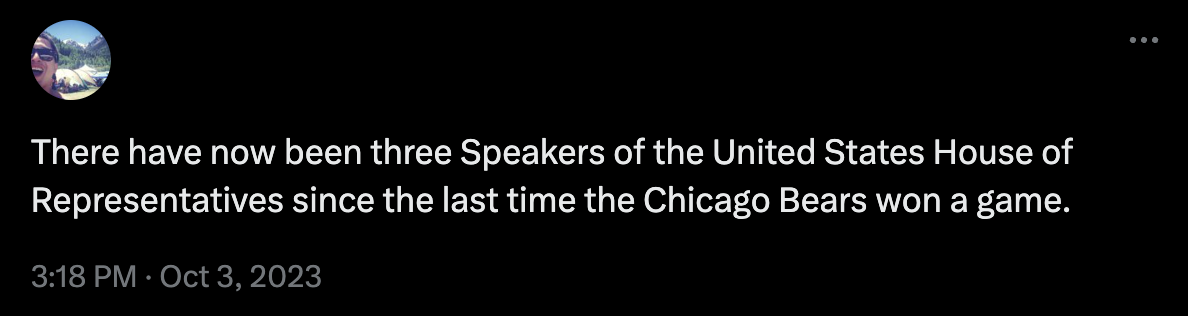 There have now been three Speakers of the United States House of
Representatives since the last time the Chicago Bears won a game.
3:18 PM · Oct 3, 2023